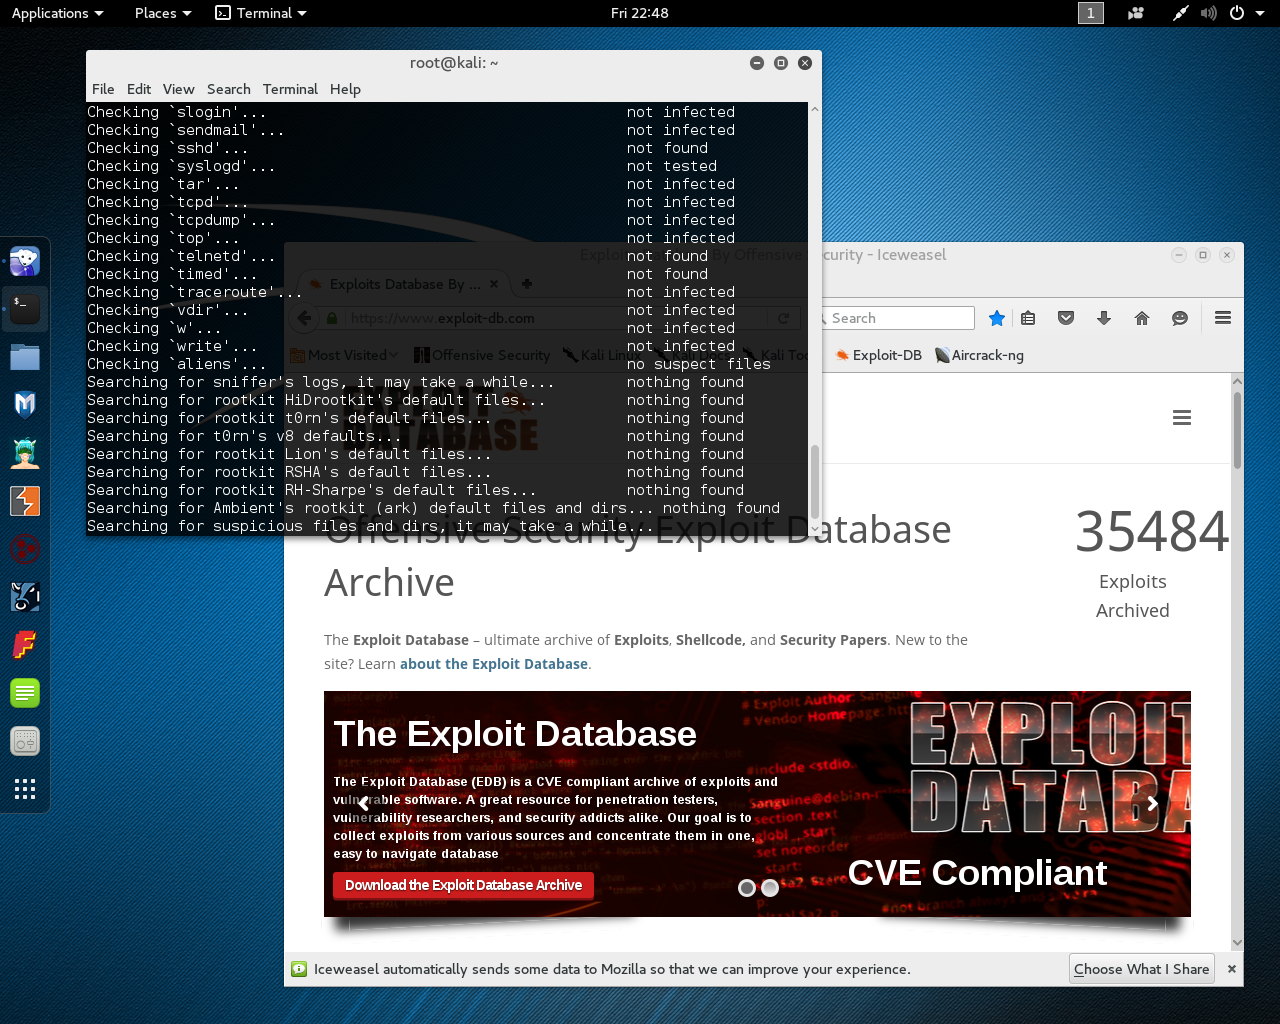 Applications
Places
Terminal
Fri 22:48
1
root@kali: ~
File Edit View Search Terminal Help
Checking `slogin'... not infected
Checking `sendmail'... not infected
Checking `sshd'... not found
Checking `syslogd'... not tested
Checking `tar'... not infected
Checking `tcpd'... not infected
Checking `tcpdump'... not infected
Checking `top'... not infected
Checking `telnetd'... not found
Checking `timed'... not found
Checking `traceroute'... not infected
Checking `vdir'... not infected
Checking `w'... not infected
Checking `write'... not infected
Checking `aliens'... no suspect files
Searching for sniffer's logs, it may take a while... nothing found
Searching for rootkit HiDrootkit's default files... nothing found
Searching for rootkit t0rn's default files... nothing found
Searching for t0rn's v8 defaults... nothing found
Searching for rootkit Lion's default files... nothing found
Searching for rootkit RSHA's default files... nothing found
Searching for rootkit RH-Sharpe's default files... nothing found
Searching for Ambient's rootkit (ark) default files and dirs... nothing found
Searching for suspicious files and dirs, it may take a while...
By Offensive Security - Iceweasel
Exploits Database By ...
https://www.exploit-db.com
Search
Most Visited
Offensive Security
Kali Linux
Kali Docs
Kali
Exploit-DB
Aircrack-ng
EXPLOIT
DATABASE
Offensive Security Exploit Database
Archive
35484
Exploits
Archived
The Exploit Database – ultimate archive of Exploits, Shellcode, and Security Papers. New to the
site? Learn about the Exploit Database.
The Exploit Database
The Exploit Database (EDB) is a CVE compliant archive of exploits and
vulnerable software. A great resource for penetration testers,
vulnerability researchers, and security addicts alike. Our goal is to
collect exploits from various sources and concentrate them in one,
easy to navigate database
Download the Exploit Database Archive
# Exploit Author:
# Vendor Homepage:
#include <stdio.
.set noreorder
EXPLOIT
DATABA
CVE Compliant
Iceweasel automatically sends some data to Mozilla so that we can improve your experience.
Choose What I Share